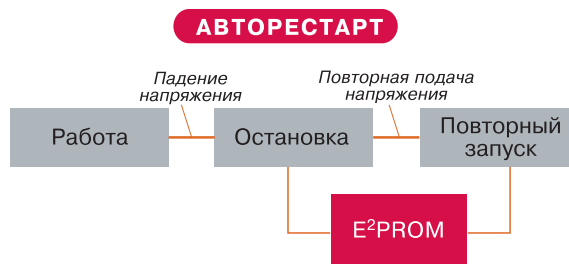 АВТОРЕСТАРТ
Падение
напряжения
Повторная подача
напряжения
Работа
Остановка
Повторный
запуск
E²PROM